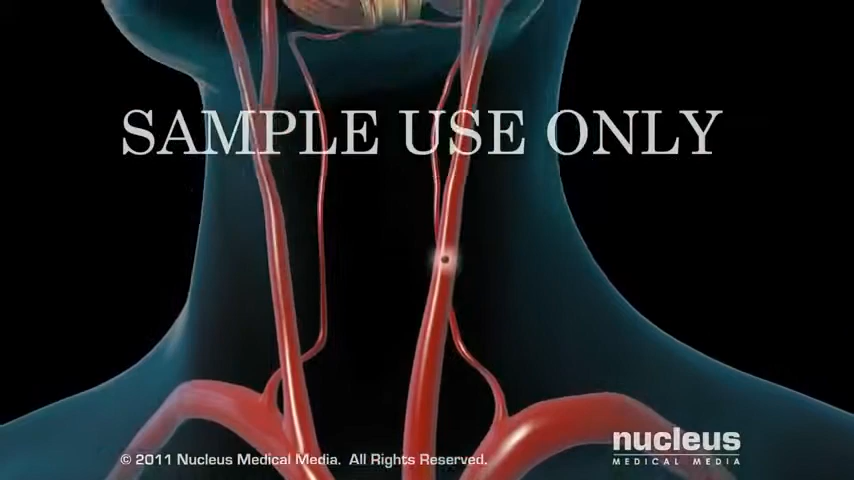 SAMPLE USE ONLY
nucleus
MEDICAL MEDIA
© 2011 Nucleus Medical Media. All Rights Reserved.